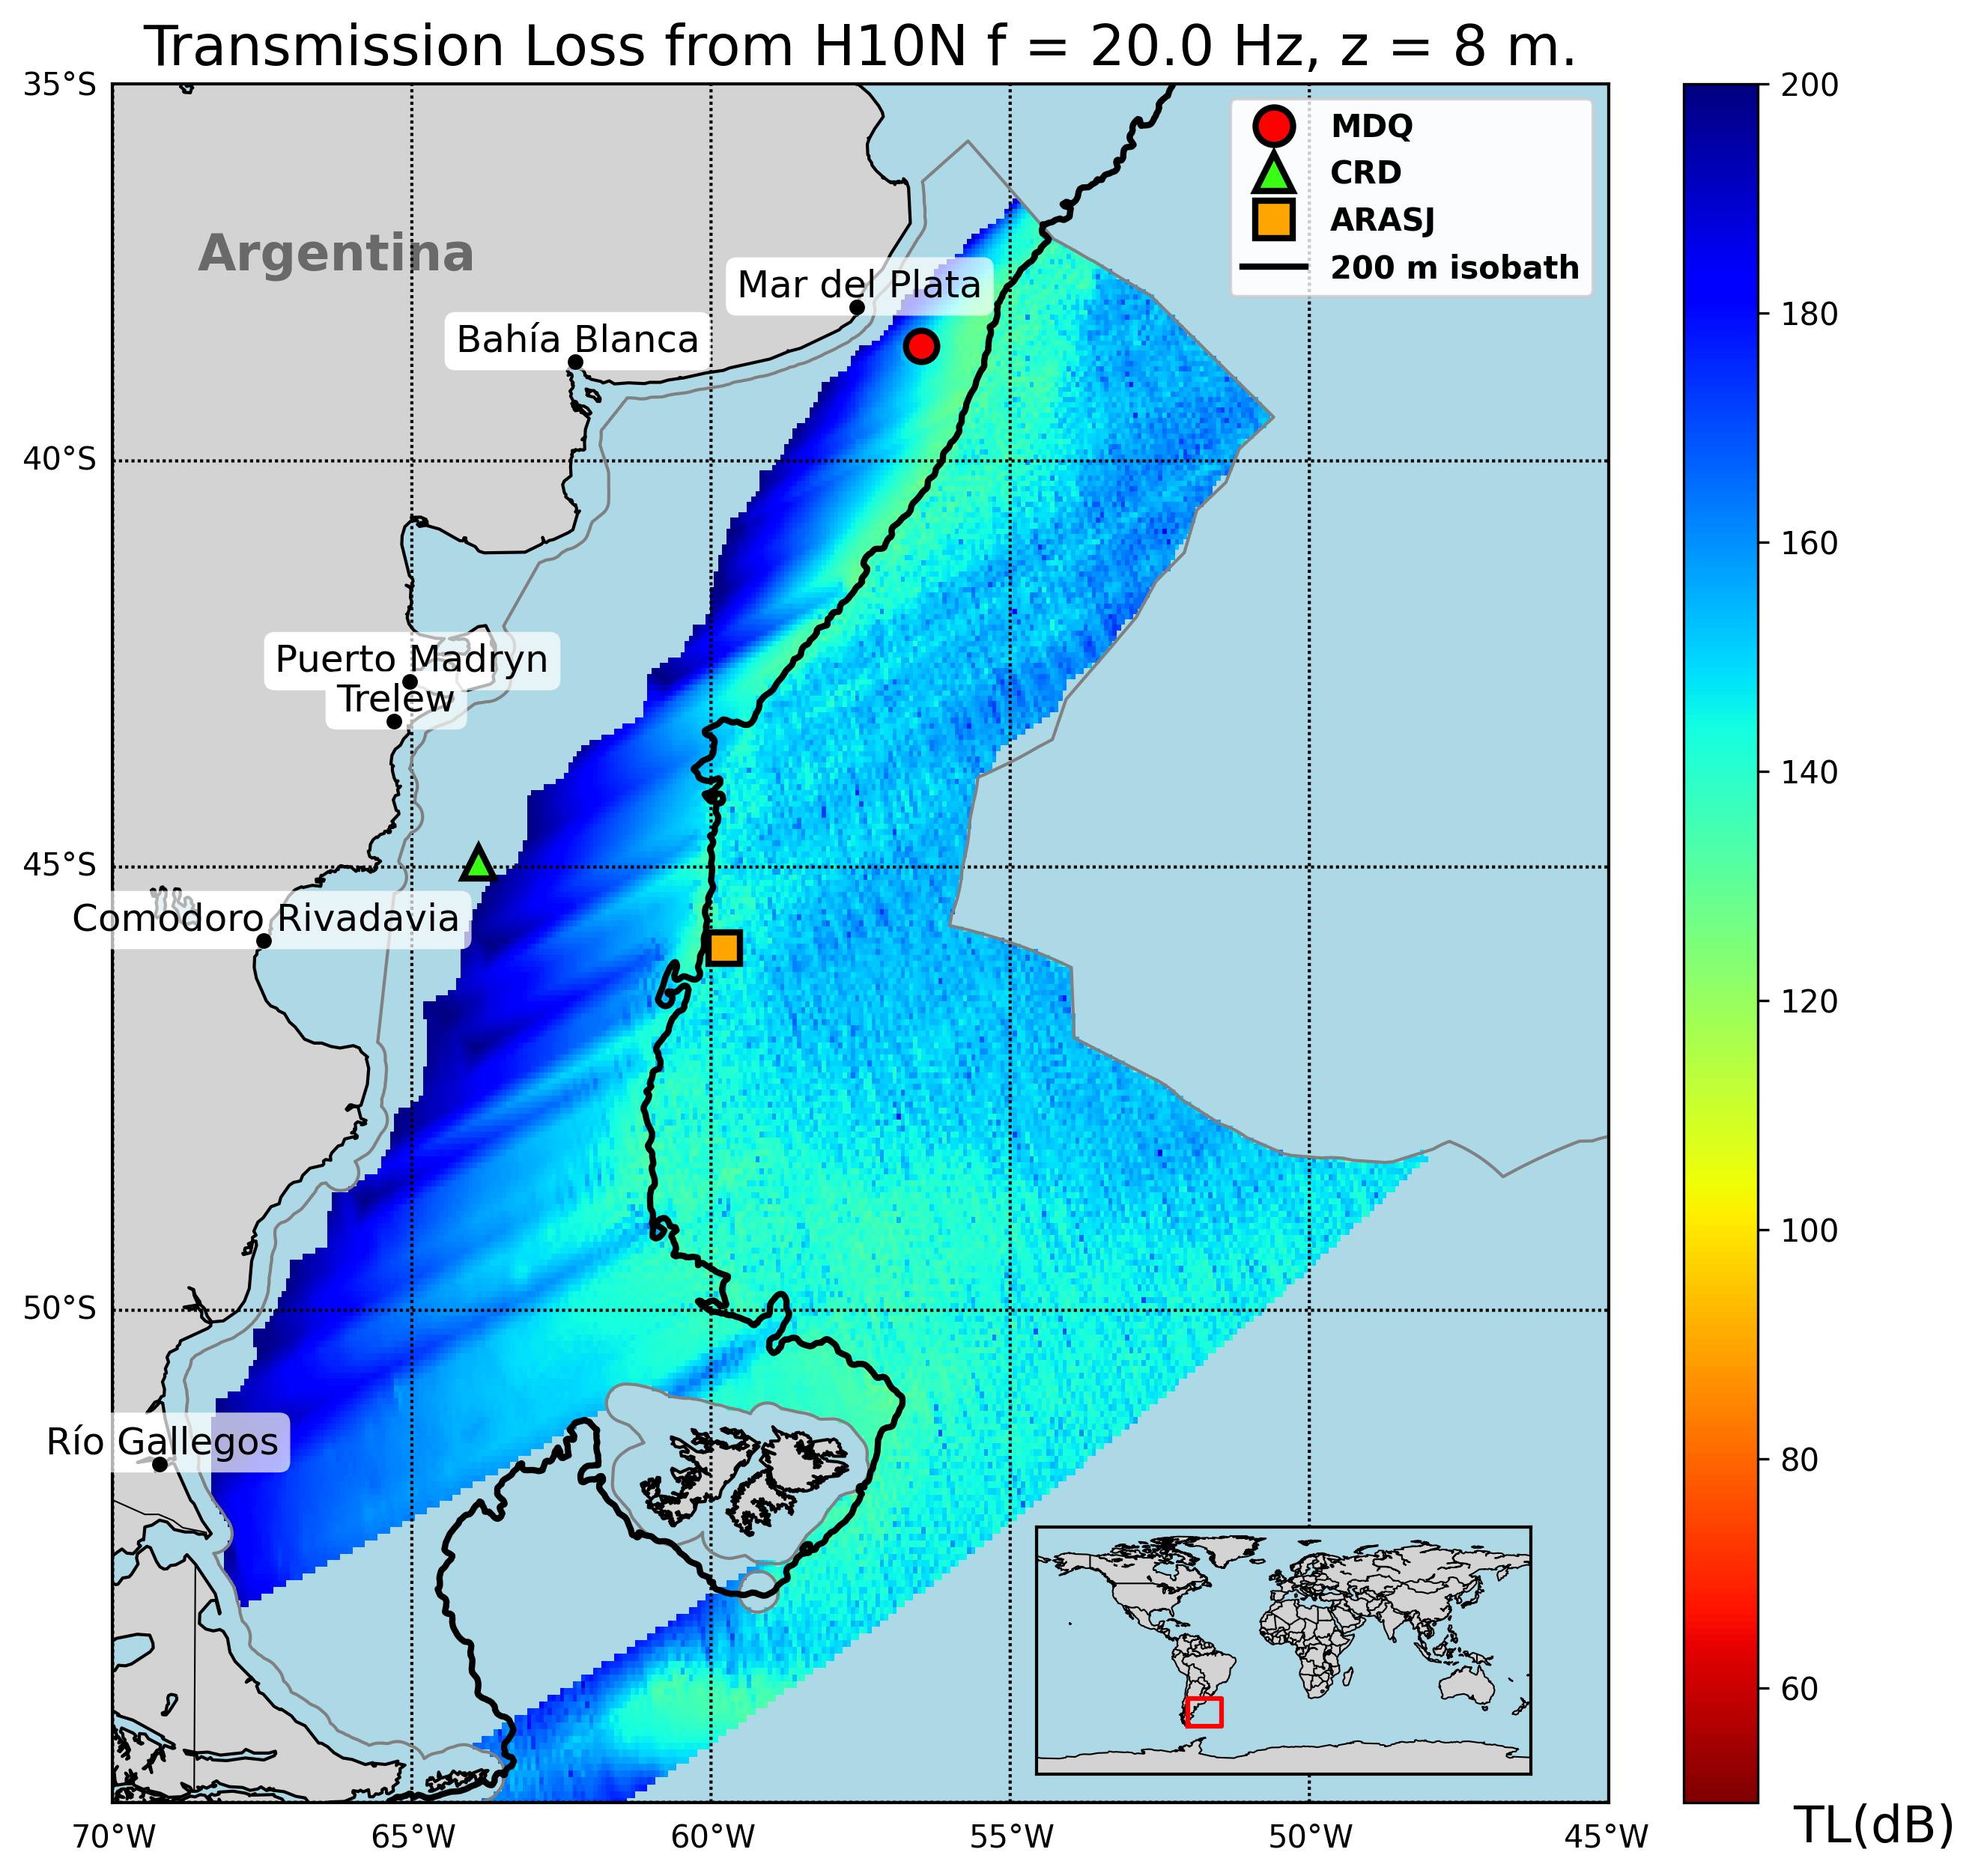 Transmission Loss from H10N f = 20.0 Hz, z = 8 m.
35°S
200
MDQ
CRD
ARASJ
200 m isobath
Argentina
Mar del Plata
180
Bahía Blanca
40°S
160
Puerto Madryn
Trelew
140
45°S
Comodoro Rivadavia
120
100
50°S
Río Gallegos
80
60
70°W
65°W
60°W
55°W
50°W
45°W
TL(dB)